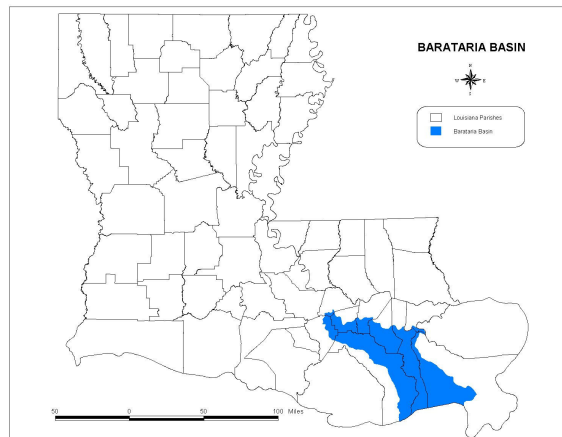 BARATARIA BASIN
N
W E
S
Louisiana Parishes
Barataria Basin
50 0 50 100 Miles